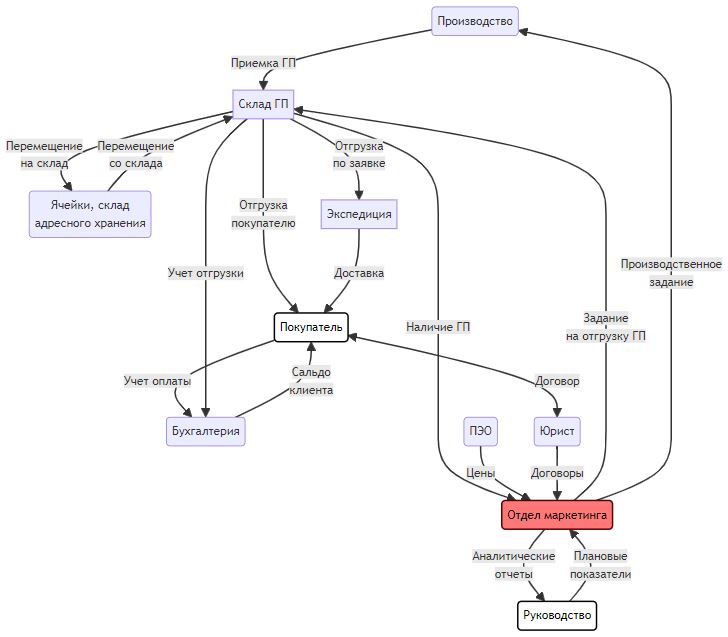 Производство
Приемка ГП
Склад ГП
Перемещение
на склад
Перемещение
со склада
Отгрузка
по заявке
Ячейки, склад
адресного хранения
Отгрузка
покупателю
Экспедиция
Учет отгрузки
Доставка
Производственное
задание
Покупатель
Наличие ГП
Задание
на отгрузку ГП
Учет оплаты
Сальдо
клиента
Договор
Бухгалтерия
ПЭО
Юрист
Цены
Договоры
Отдел маркетинга
Аналитические
отчеты
Плановые
показатели
Руководство